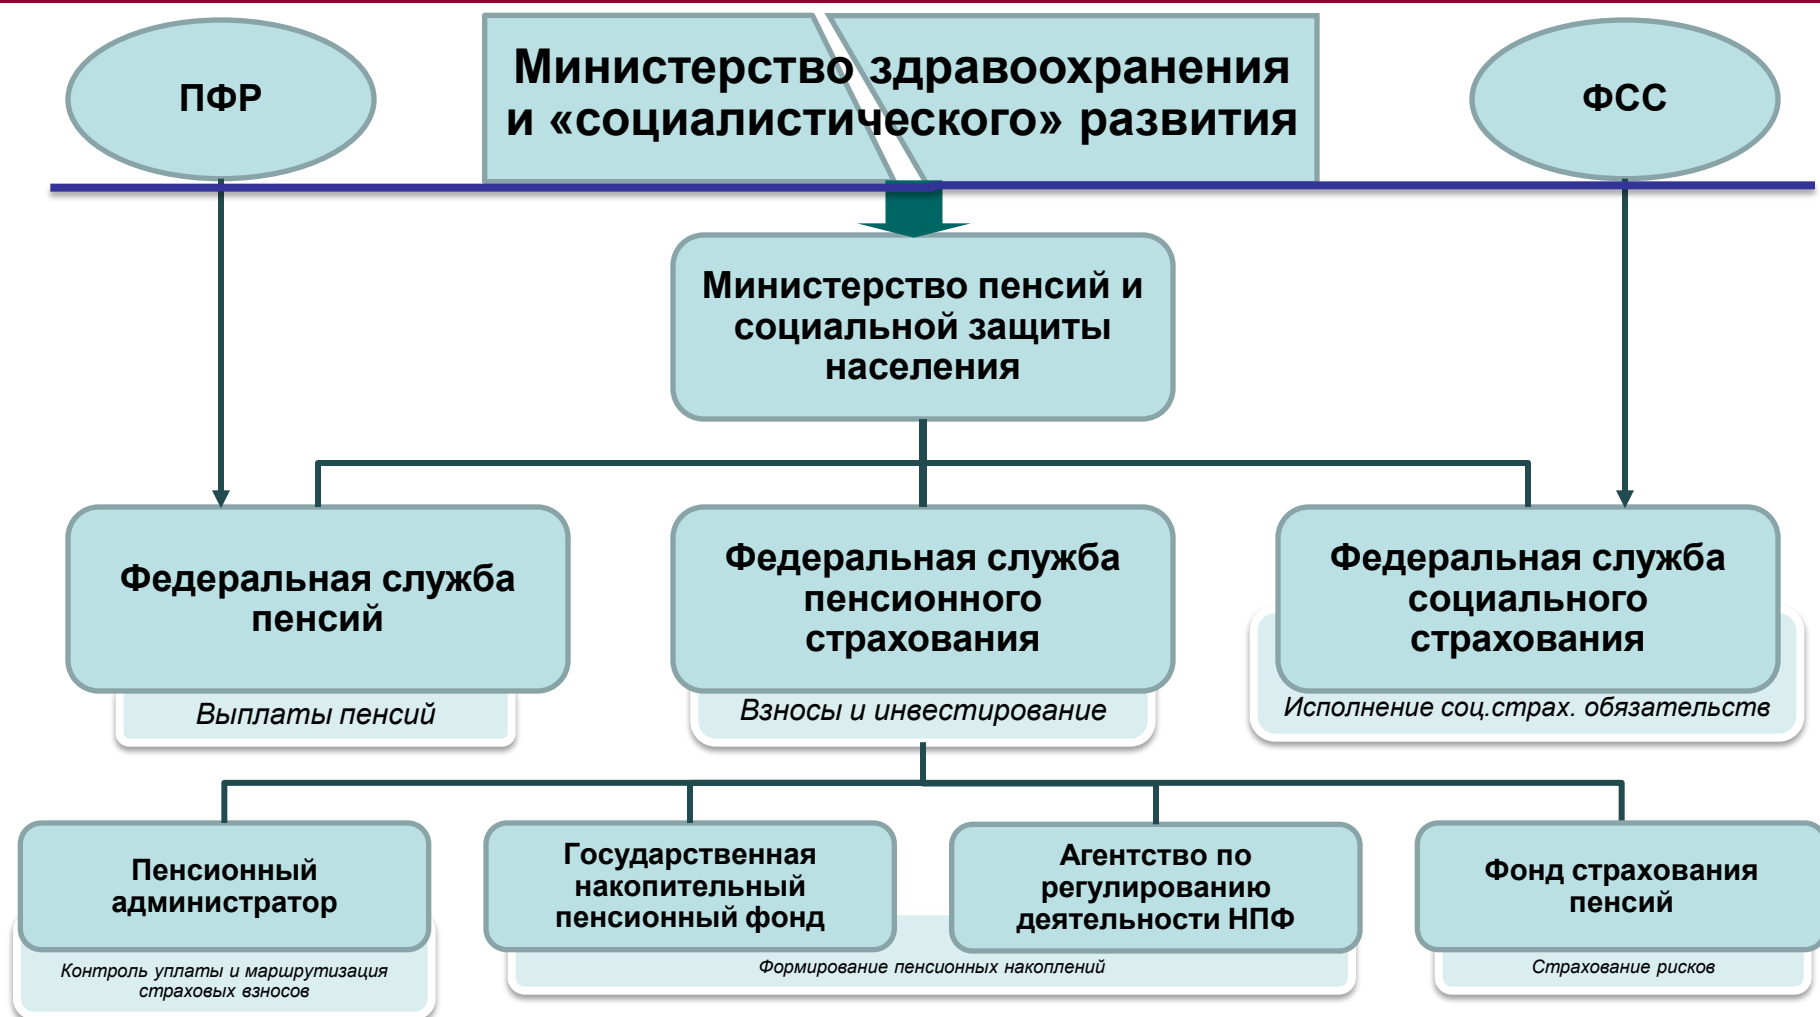 ПФР
Министерство здравоохранения
и «социалистического» развития
ФСС
Министерство пенсий и
социальной защиты
населения
Федеральная служба
пенсий
Выплаты пенсий
Федеральная служба
пенсионного
страхования
Взносы и инвестирование
Федеральная служба
социального
страхования
Исполнение соц.страх. обязательств
Пенсионный
администратор
Контроль уплаты и маршрутизация
страховых взносов
Государственная
накопительный
пенсионный фонд
Агентство по
регулированию
деятельности НПФ
Формирование пенсионных накоплений
Фонд страхования
пенсий
Страхование рисков